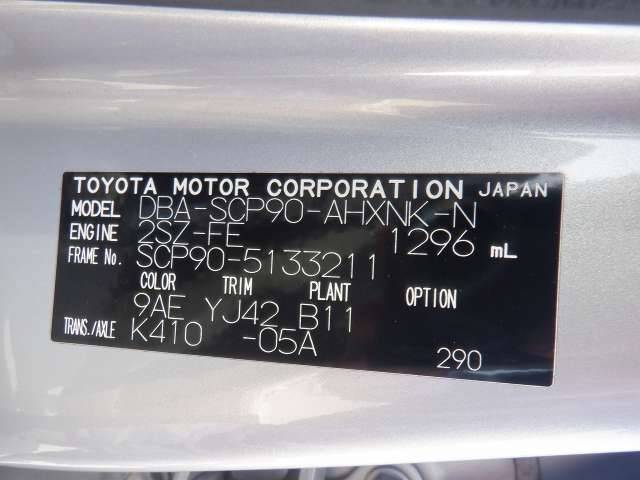 TOYOTA MOTOR CORPORATION JAPAN
MODEL DBA-SCP90-AHXNK-N
ENGINE 2SZ-FE 1296 mL
FRAME No. SCP90-5133211
COLOR TRIM PLANT OPTION
9AE YJ42 B11
TRANS./AXLE K410 -05A
290